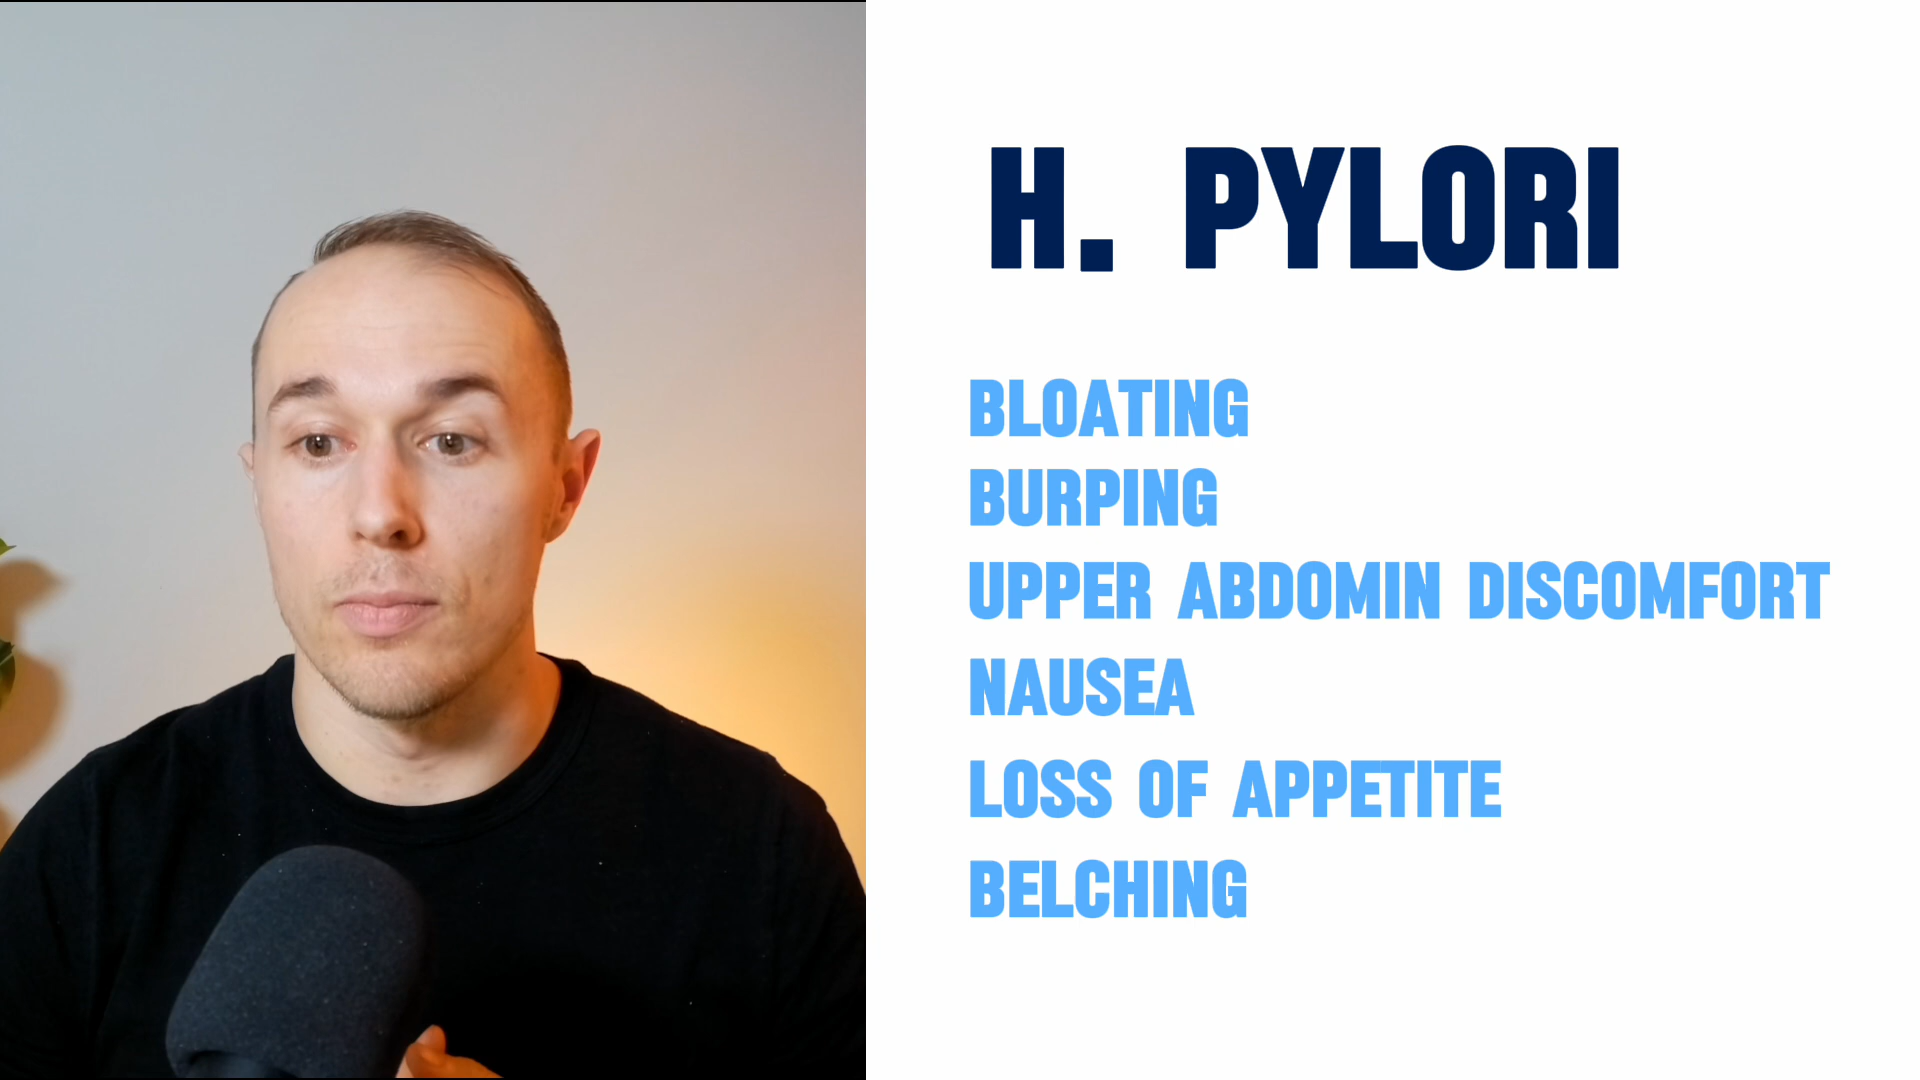 H. PYLORI
BLOATING
BURPING
UPPER ABDOMIN DISCOMFORT
NAUSEA
LOSS OF APPETITE
BELCHING